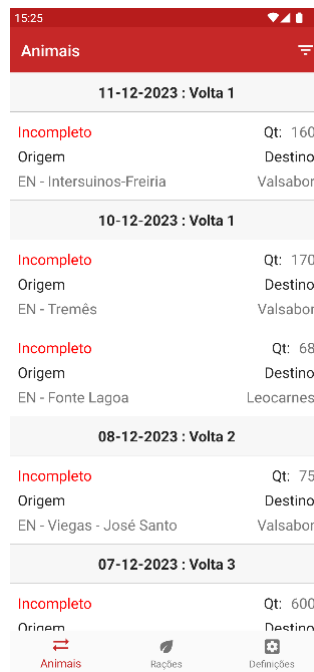 15:25
Animais
11-12-2023 : Volta 1
Incompleto Qt: 160
Origem Destino
EN - Intersuinos-Freiria Valsabor
10-12-2023 : Volta 1
Incompleto Qt: 170
Origem Destino
EN - Tremês Valsabor
Incompleto Qt: 68
Origem Destino
EN - Fonte Lagoa Leocarnes
08-12-2023 : Volta 2
Incompleto Qt: 75
Origem Destino
EN - Viegas - José Santo Valsabor
07-12-2023 : Volta 3
Incompleto Qt: 600
Origem Destino
Animais Rações Definições